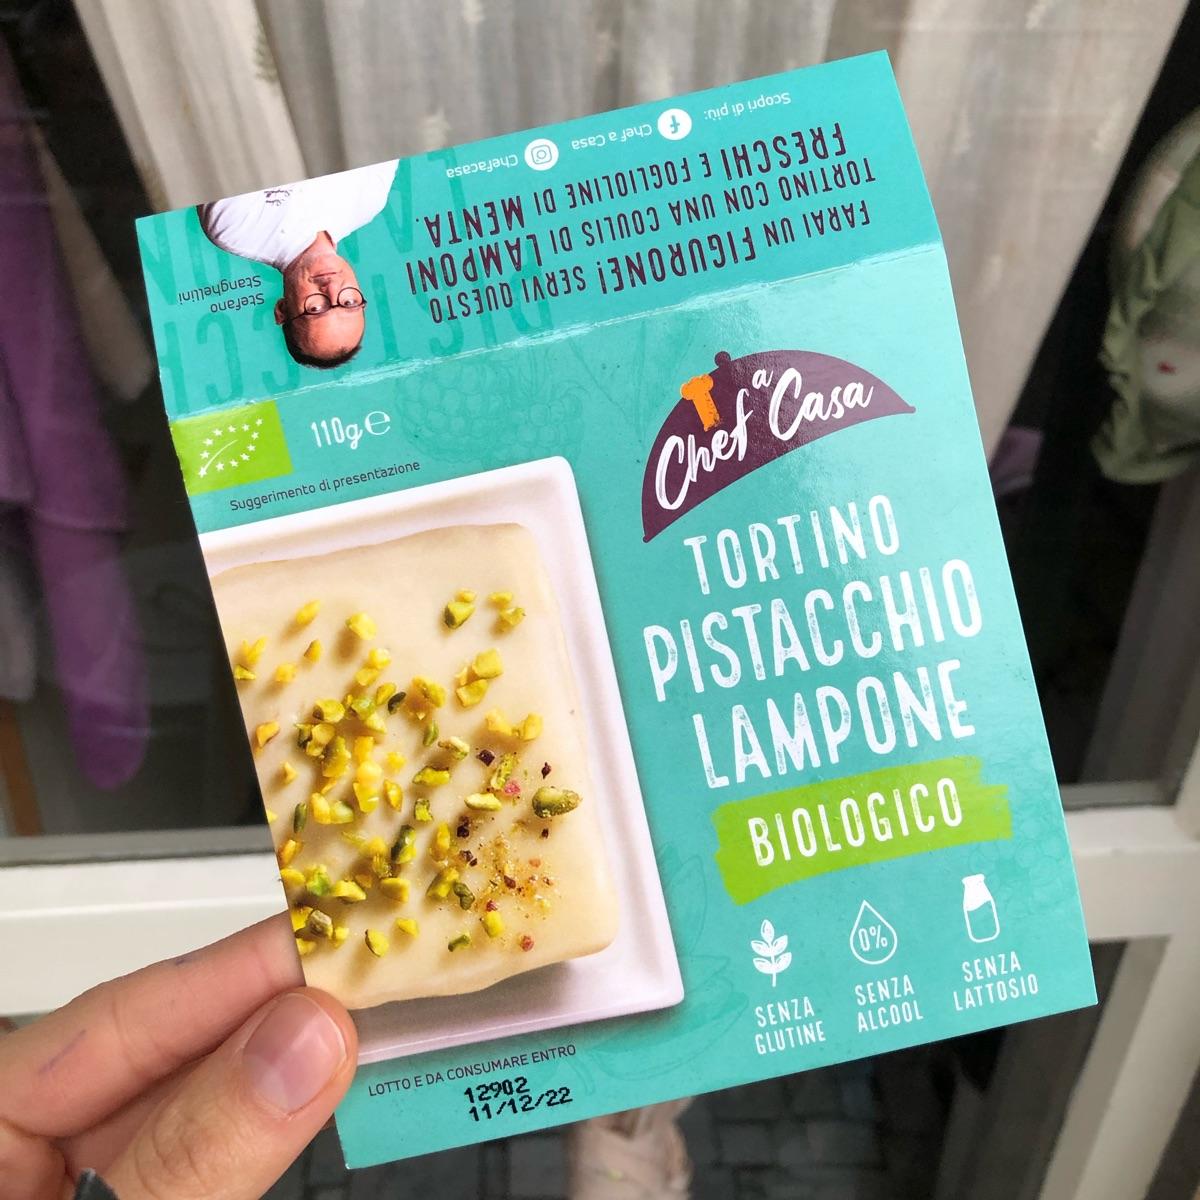 Scopri di più: Chef a Casa Chefacasa
FARAI UN FIGURONE! SERVI QUESTO
TORTINO CON UNA COULIS DI LAMPONI
FRESCHI E FOGLIOLINE DI MENTA.
Stefano
Stanghellini
110g e
Suggerimento di presentazione
Chef a Casa
TORTINO
PISTACCHIO
LAMPONE
BIOLOGICO
SENZA
GLUTINE
0%
SENZA
ALCOOL
SENZA
LATTOSIO
LOTTO E DA CONSUMARE ENTRO
12902
11/12/22